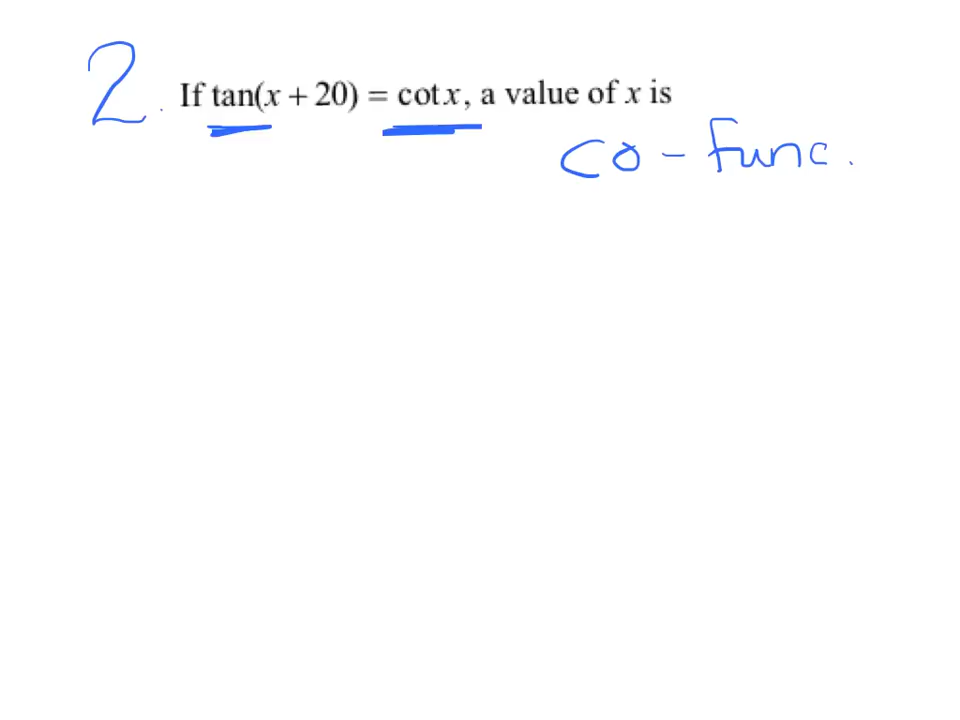 2. If tan(x + 20) = cot x, a value of x is
co-func.